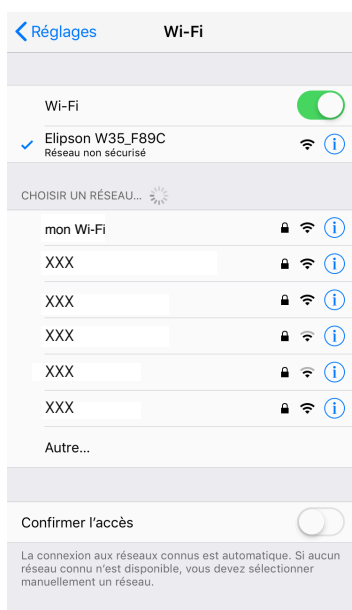 Réglages Wi-Fi
Wi-Fi
Elipson W35_F89C
Réseau non sécurisé
CHOISIR UN RÉSEAU...
mon Wi-Fi
XXX
XXX
XXX
XXX
XXX
Autre...
Confirmer l'accès
La connexion aux réseaux connus est automatique. Si aucun
réseau connu n'est disponible, vous devez sélectionner
manuellement un réseau.